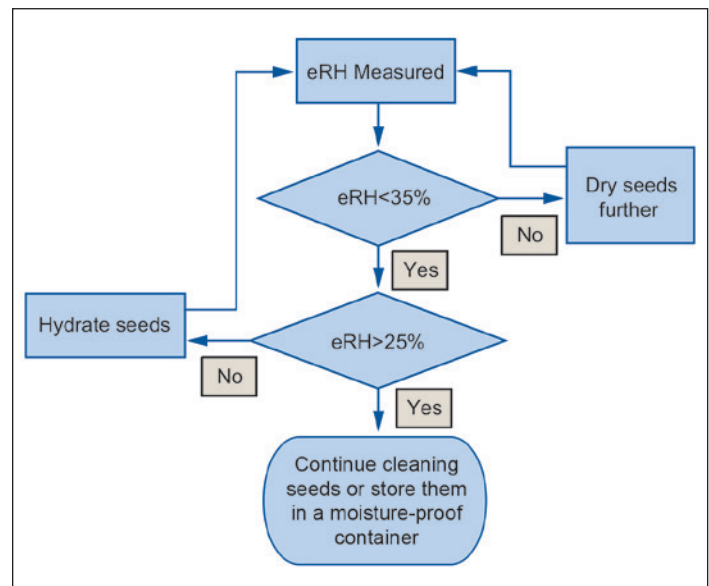 eRH Measured
eRH<35%
Dry seeds
further
No
Yes
Hydrate seeds
eRH>25%
No
Yes
Continue cleaning
seeds or store them
in a moisture-proof
container